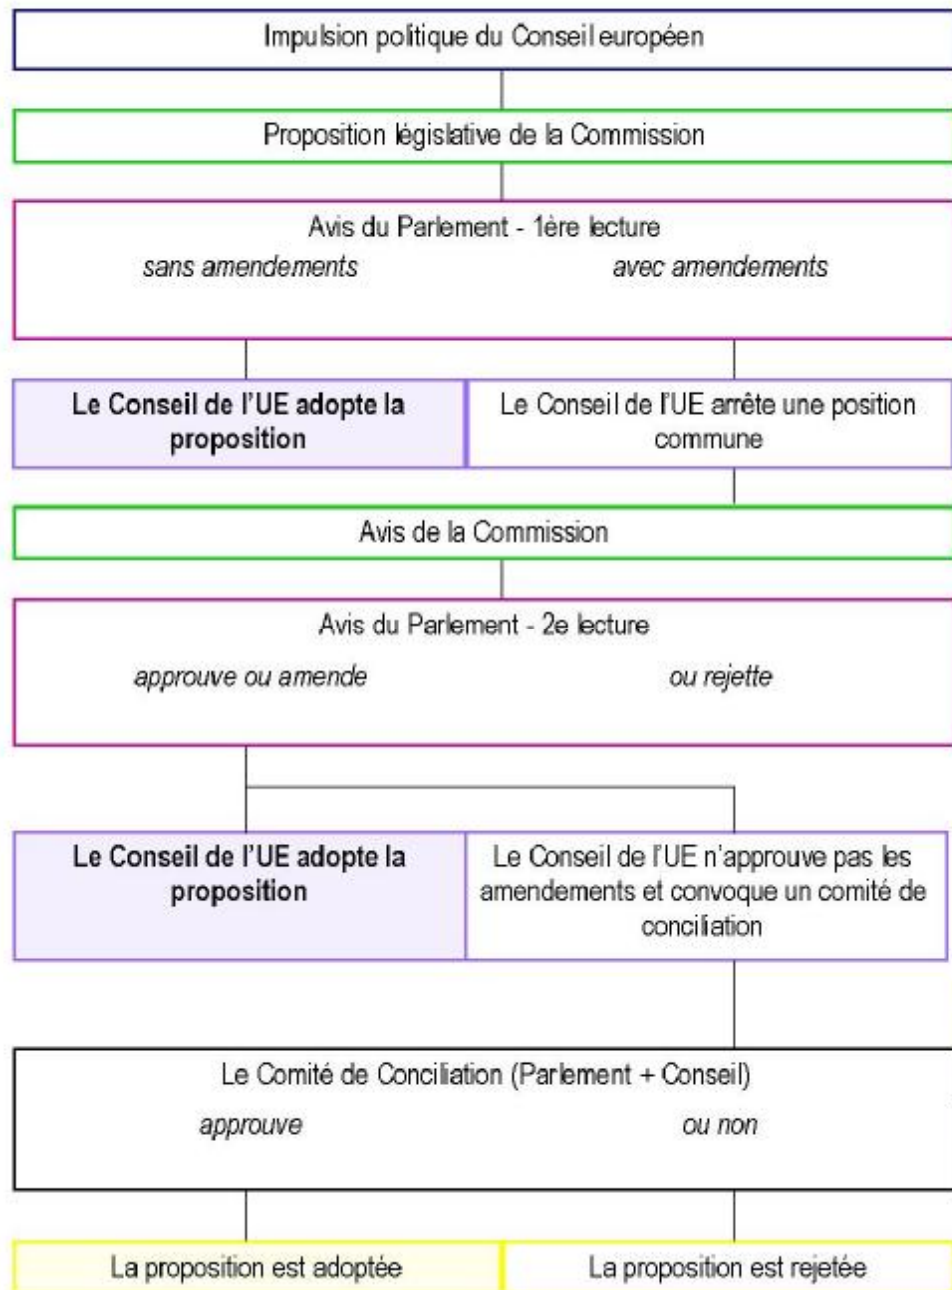 Impulsion politique du Conseil européen
Proposition législative de la Commission
Avis du Parlement - 1ère lecture
sans amendements
avec amendements
Le Conseil de l'UE adopte la
proposition
Le Conseil de l'UE arrête une position
commune
Avis de la Commission
Avis du Parlement - 2e lecture
approuve ou amende
ou rejette
Le Conseil de l'UE adopte la
proposition
Le Conseil de l'UE n'approuve pas les
amendements et convoque un comité de
conciliation
Le Comité de Conciliation (Parlement + Conseil)
approuve
ou non
La proposition est adoptée
La proposition est rejetée